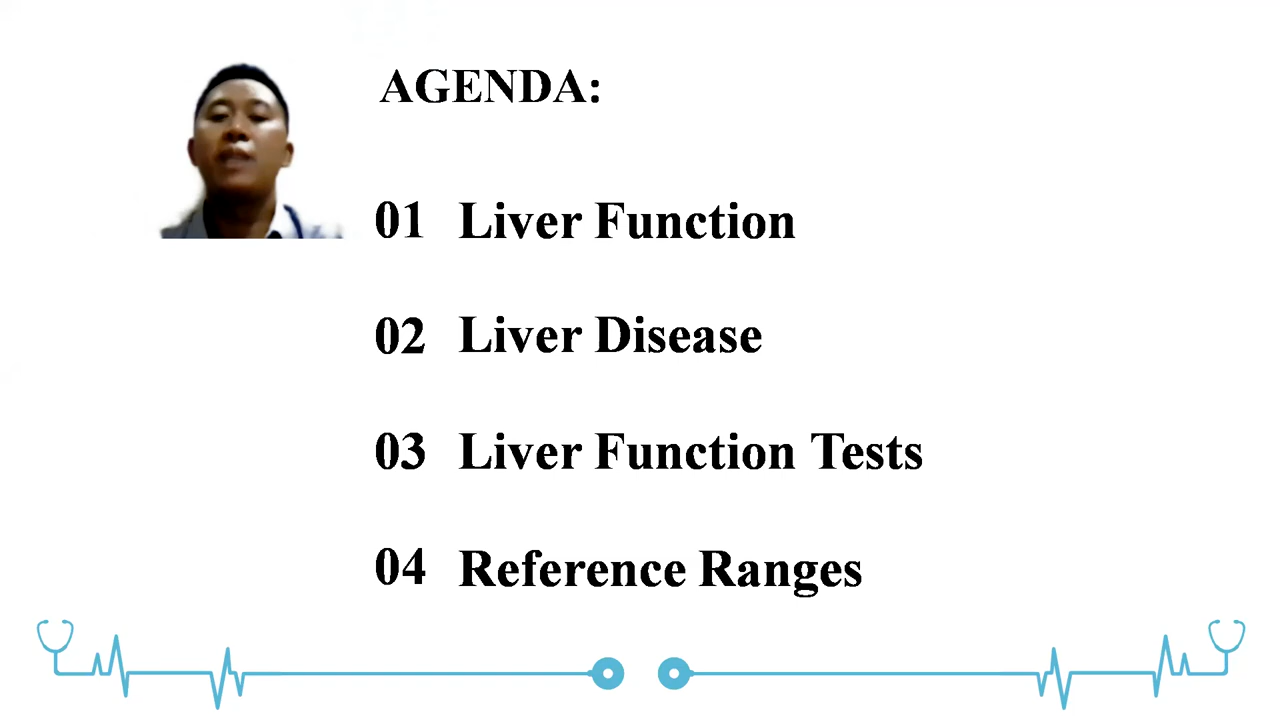 AGENDA:
01 Liver Function
02 Liver Disease
03 Liver Function Tests
04 Reference Ranges